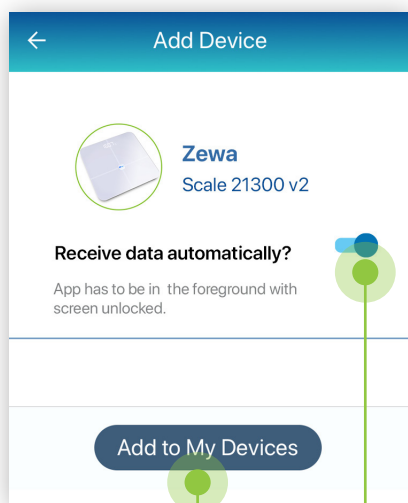 Add Device
Zewa
Scale 21300 v2
Receive data automatically?
App has to be in the foreground with
screen unlocked.
Add to My Devices